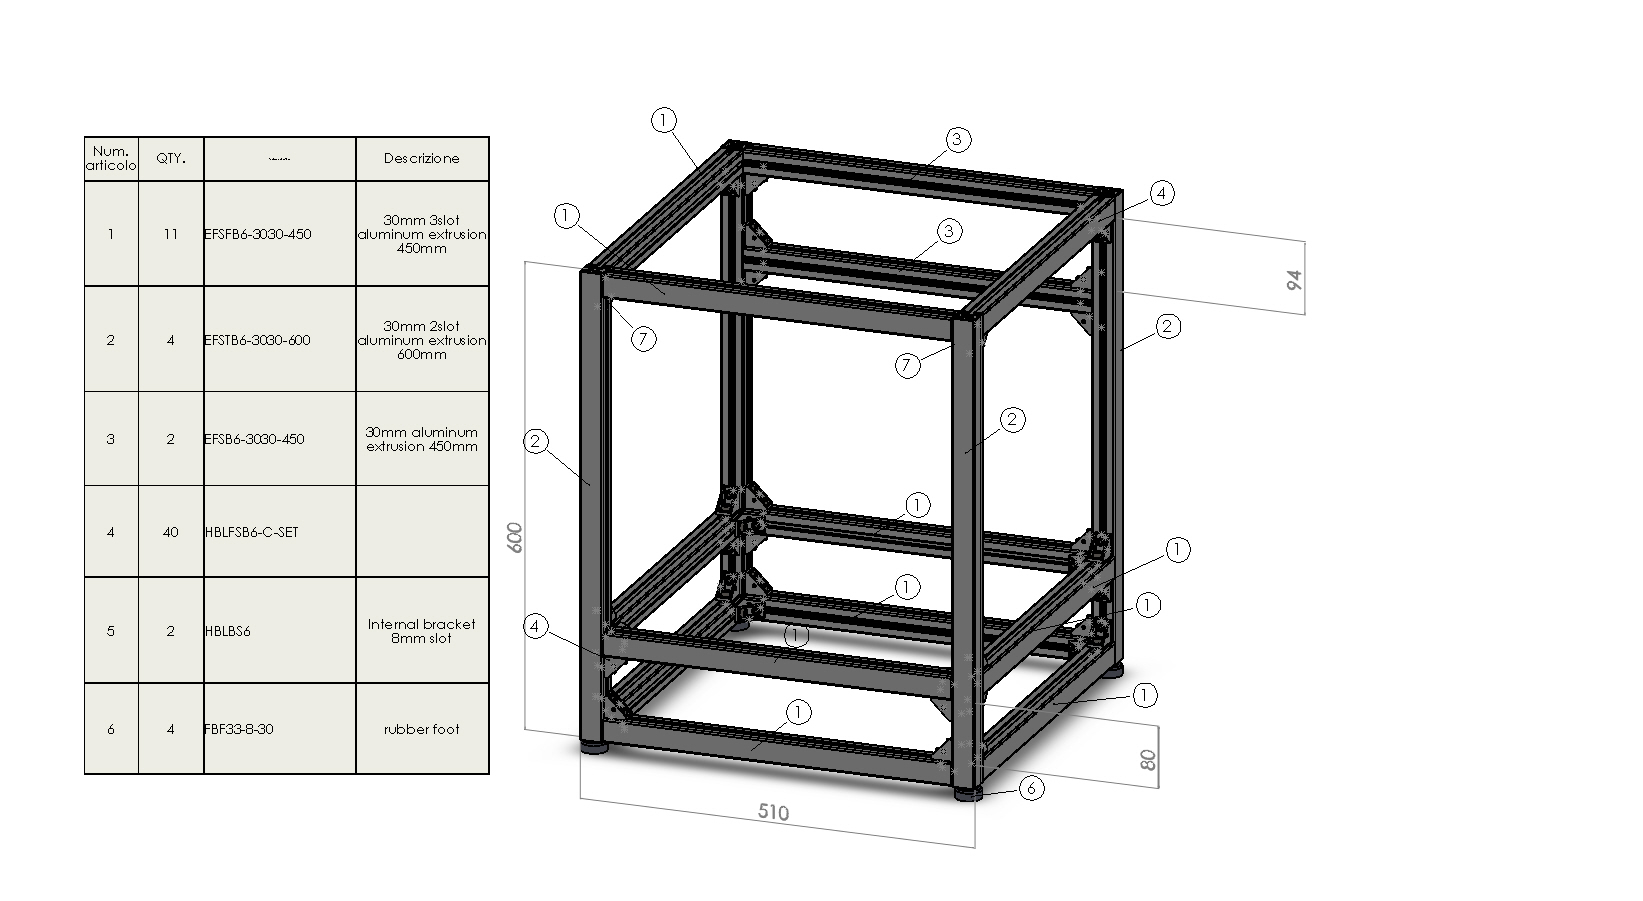 Num. articolo
QTY.
Descrizione
1
11
EFSFB6-3030-450
30mm 3slot
aluminum extrusion
450mm
2
4
EFSTB6-3030-600
30mm 2slot
aluminum extrusion
600mm
3
2
EFSB6-3030-450
30mm aluminum
extrusion 450mm
4
40
HBLFSB6-C-SET
5
2
HBLBS6
Internal bracket
8mm slot
6
4
FBF33-8-30
rubber foot
1
3
4
1
3
94
7
2
7
2
2
1
600
1
1
1
4
1
1
1
80
6
510